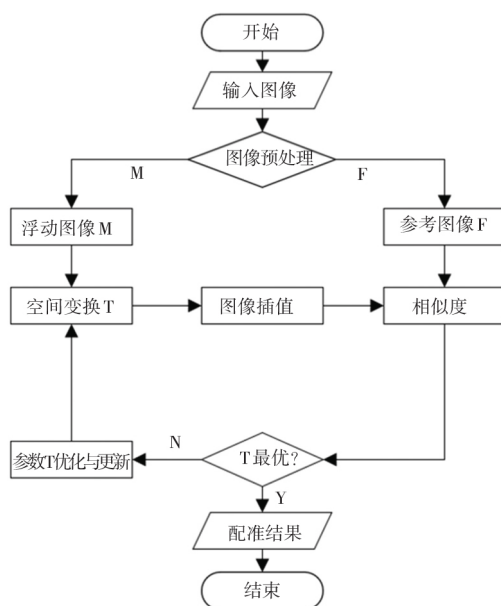 开始
输入图像
图像预处理
M
F
浮动图像M
参考图像F
空间变换T
图像插值
相似度
参数T优化与更新
N
T最优?
Y
配准结果
结束